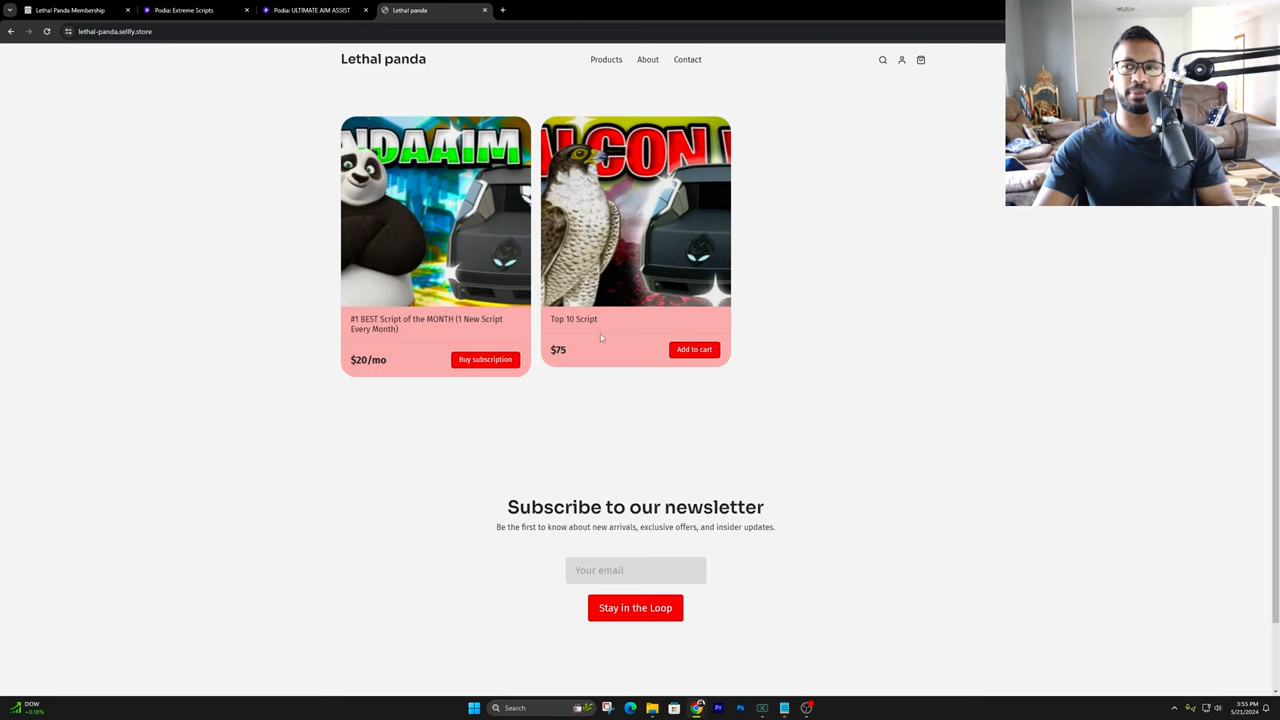 Lethal Panda Membership
Podia: Extreme Scripts
Podia: ULTIMATE AIM ASSIST
Lethal panda
lethal-panda.sellfy.store
Lethal panda
Products
About
Contact
NDAAIM
CON
#1 BEST Script of the MONTH (1 New Script
Every Month)
$20/mo
Buy subscription
Top 10 Script
$75
Add to cart
Subscribe to our newsletter
Be the first to know about new arrivals, exclusive offers, and insider updates.
Your email
Stay in the Loop
DOW
+0.18%
Search
3:55 PM
5/21/2024